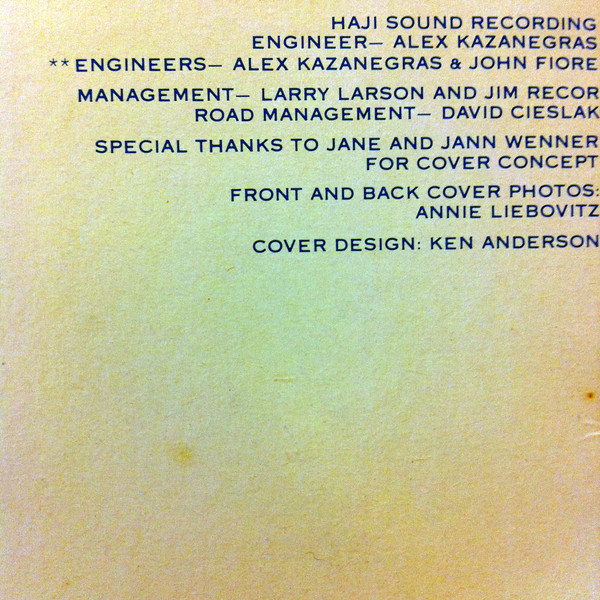 HAJI SOUND RECORDING
ENGINEER— ALEX KAZANEGRAS
**ENGINEERS— ALEX KAZANEGRAS & JOHN FIORE
MANAGEMENT— LARRY LARSON AND JIM RECOR
ROAD MANAGEMENT— DAVID CIESLAK
SPECIAL THANKS TO JANE AND JANN WENNER
FOR COVER CONCEPT
FRONT AND BACK COVER PHOTOS:
ANNIE LIEBOVITZ
COVER DESIGN: KEN ANDERSON